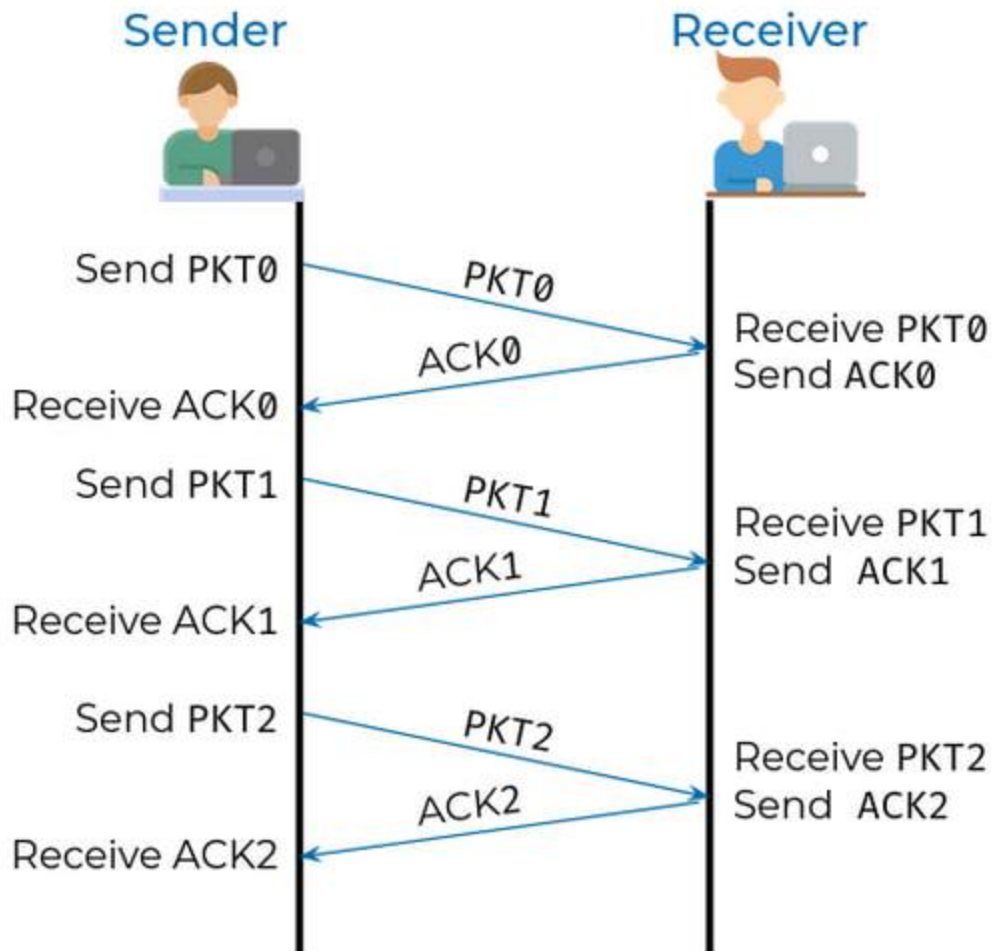 Sender
Receiver
Send PKT0
PKT0
Receive PKT0
Send ACK0
ACK0
Receive ACK0
Send PKT1
PKT1
Receive PKT1
Send ACK1
ACK1
Receive ACK1
Send PKT2
PKT2
Receive PKT2
Send ACK2
ACK2
Receive ACK2